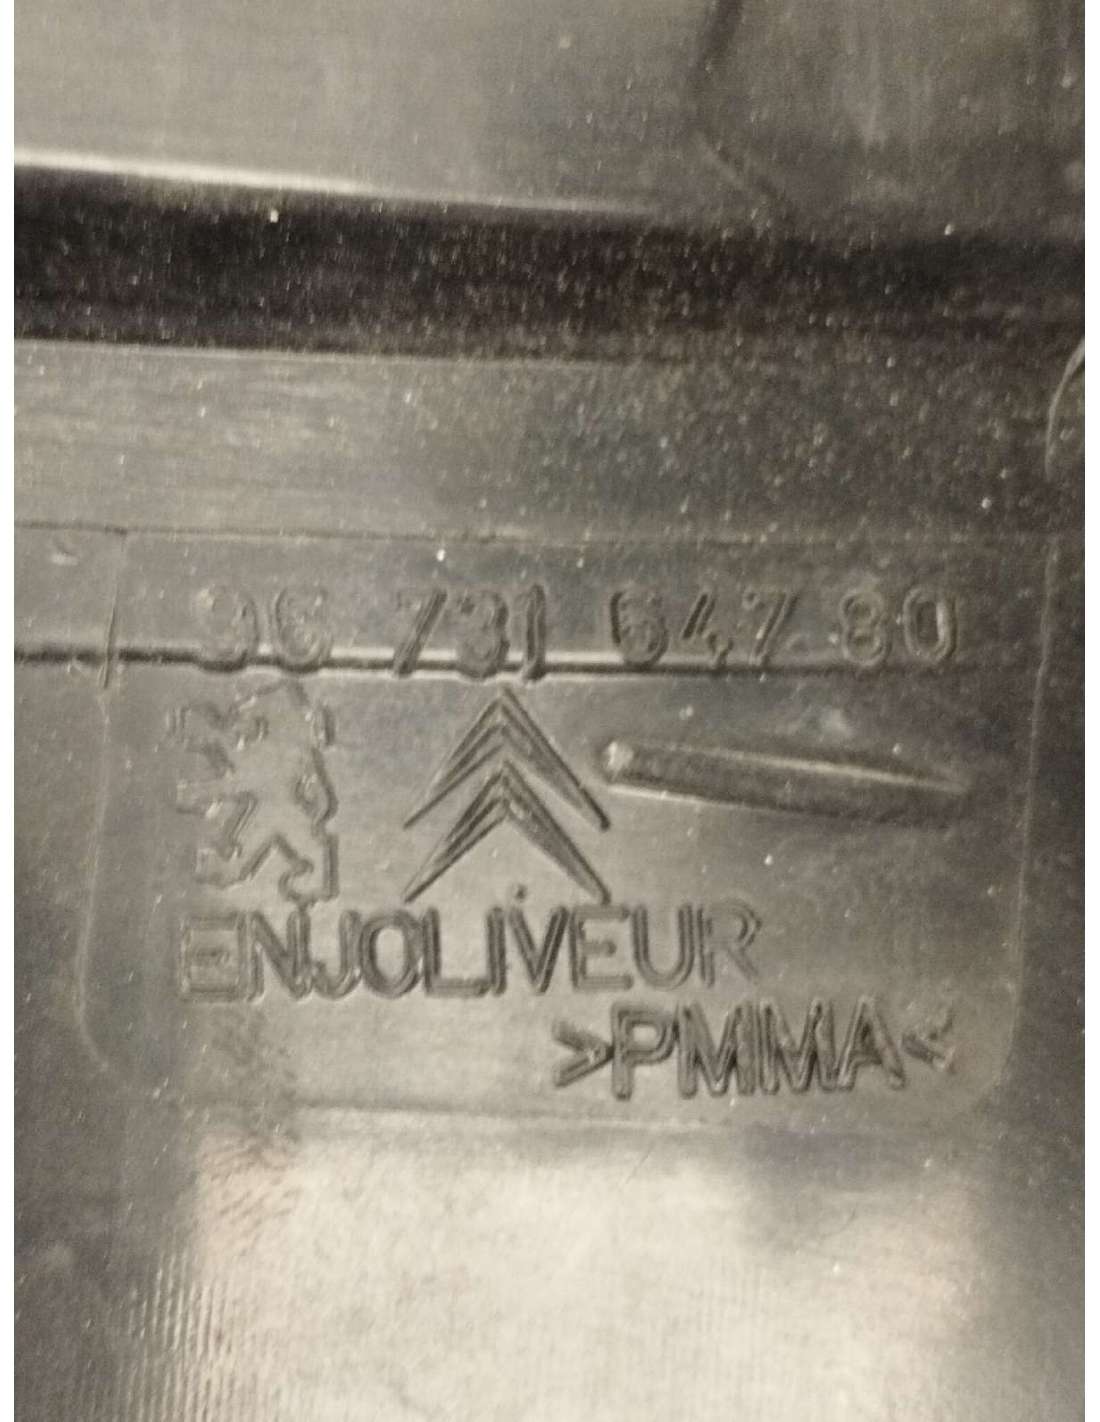 96 731 647 80
ENJOLIVEUR
>PMMA<